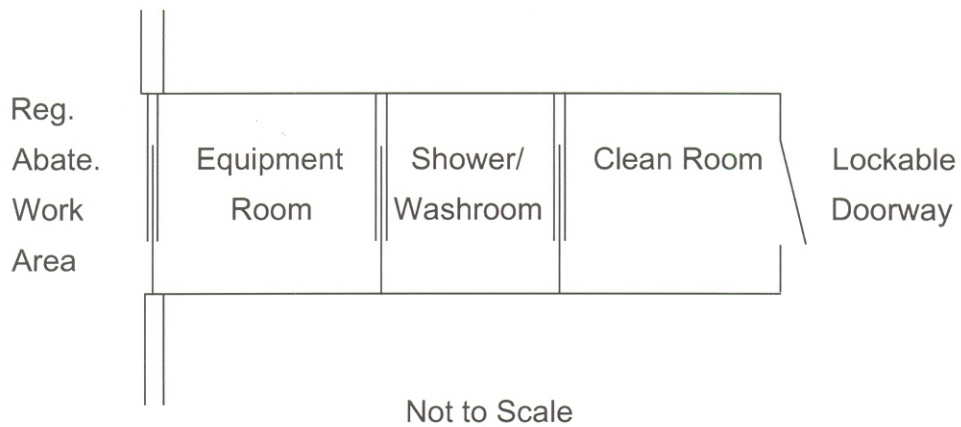 Reg.
Abate.
Work
Area
Equipment
Room
Shower/
Washroom
Clean Room
Lockable
Doorway
Not to Scale